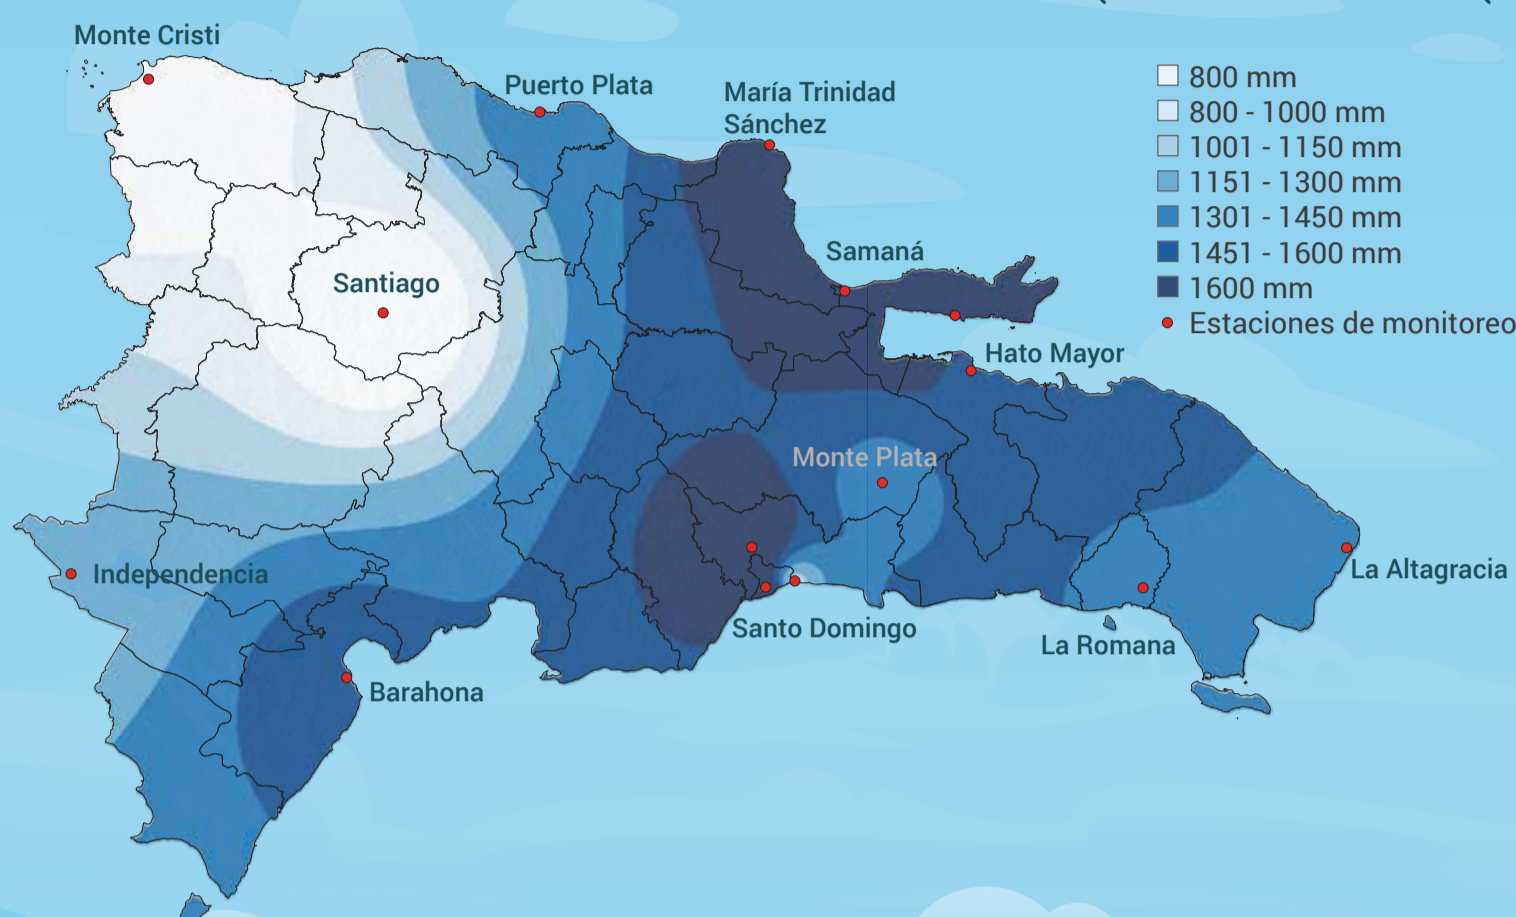 Monte Cristi
Puerto Plata
María Trinidad
Sánchez
Samaná
Santiago
Hato Mayor
Monte Plata
Independencia
La Altagracia
Santo Domingo
La Romana
Barahona
800 mm
800 - 1000 mm
1001 - 1150 mm
1151 - 1300 mm
1301 - 1450 mm
1451 - 1600 mm
1600 mm
Estaciones de monitoreo